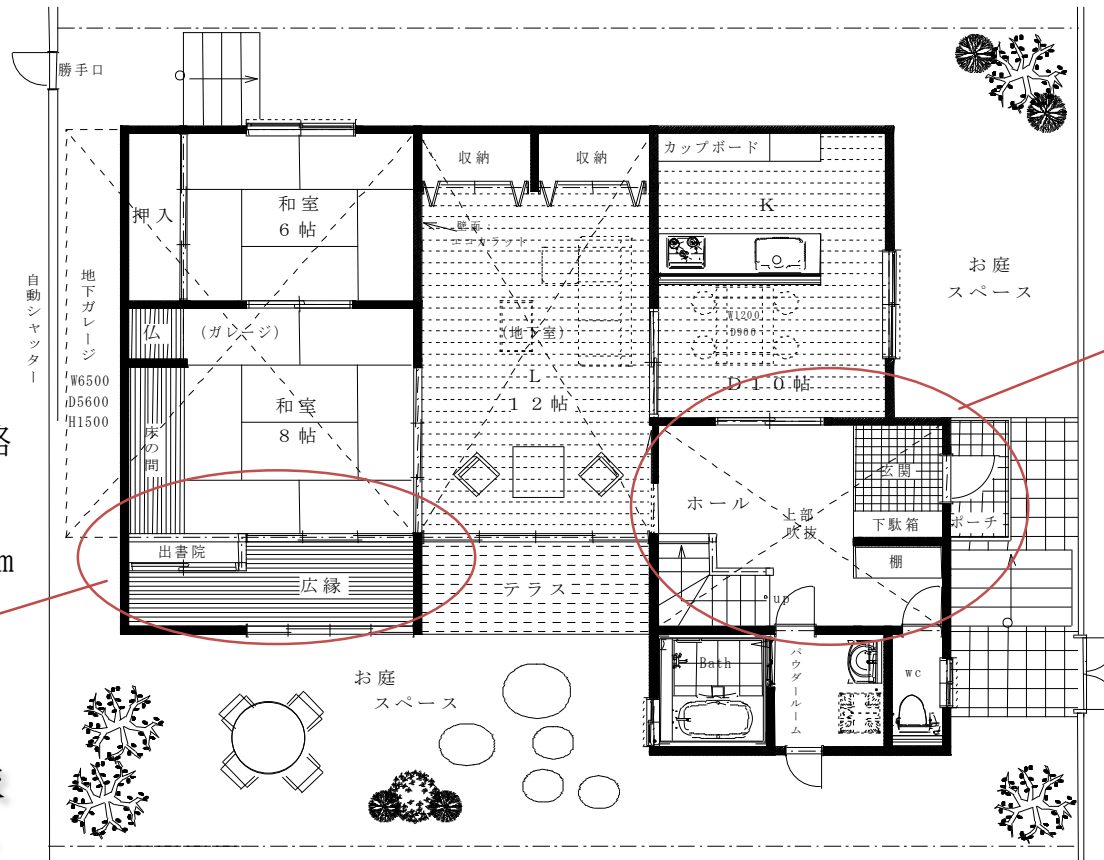 勝手口
収納
収納
カップボード
和室
6帖
押入
壁面
エコカラット
K
お庭
スペース
自動シャッター
地下ガレージ
W6500
D5600
H1500
仏
(ガレージ)
(地下室)
W1200
D900
L
12帖
D10帖
和室
8帖
床の間
路
ホール
玄関
上部
吹抜
下駄箱
ポーチ
出書院
棚
m
広縁
テラス
up
お庭
スペース
Bath
パウダールーム
wc